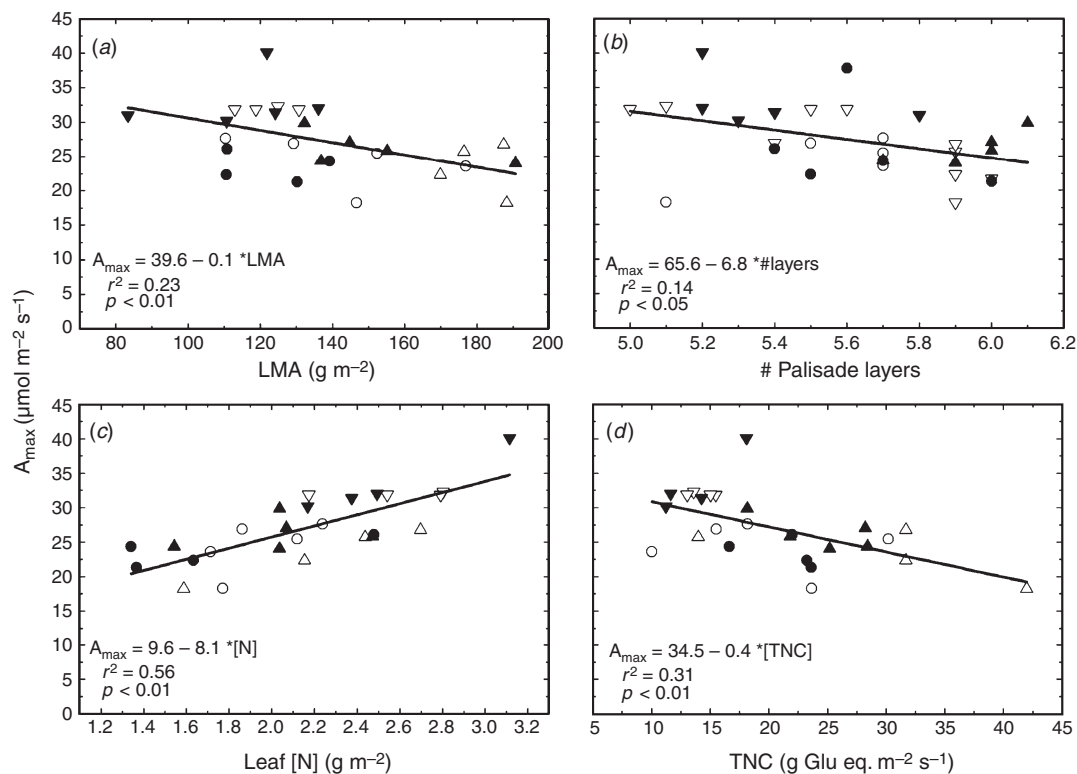 (a)
45
40
35
30
25
20
15
10
5
0
A_max = 39.6 – 0.1 *LMA
r² = 0.23
p < 0.01
80 100 120 140 160 180 200
LMA (g m⁻²)
(b)
A_max = 65.6 – 6.8 *#layers
r² = 0.14
p < 0.05
5.0 5.2 5.4 5.6 5.8 6.0 6.2
# Palisade layers
A_max (µmol m⁻² s⁻¹)
(c)
45
40
35
30
25
20
15
10
5
0
A_max = 9.6 – 8.1 *[N]
r² = 0.56
p < 0.01
1.2 1.4 1.6 1.8 2.0 2.2 2.4 2.6 2.8 3.0 3.2
Leaf [N] (g m⁻²)
(d)
A_max = 34.5 – 0.4 *[TNC]
r² = 0.31
p < 0.01
5 10 15 20 25 30 35 40 45
TNC (g Glu eq. m⁻² s⁻¹)